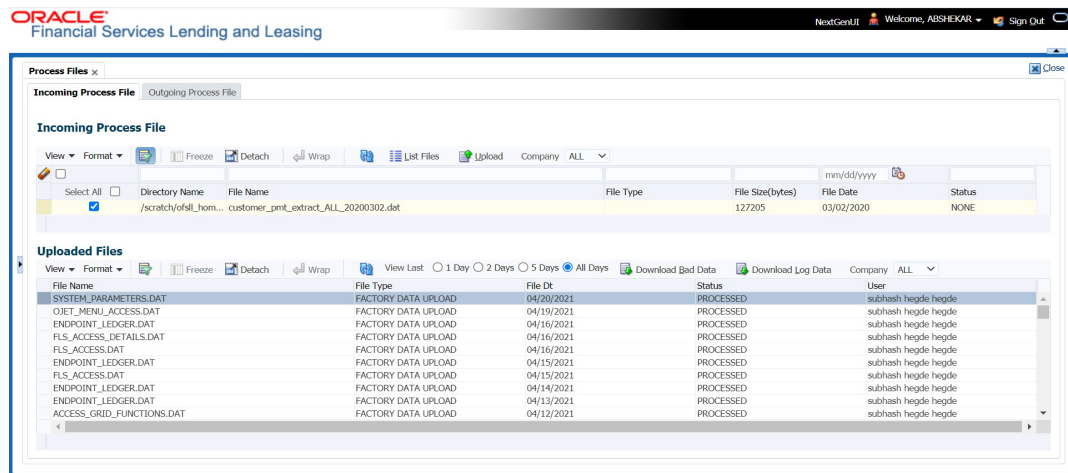 ORACLE®
Financial Services Lending and Leasing
NextGenUI Welcome, ABSHEKAR Sign Out
Process Files × Close
Incoming Process File Outgoing Process File
Incoming Process File
View Format Freeze Detach Wrap List Files Upload Company ALL
mm/dd/yyyy
Select All Directory Name File Name File Type File Size(bytes) File Date Status
/scratch/ofsll_hom... customer_pmt_extract_ALL_20200302.dat 127205 03/02/2020 NONE
Uploaded Files
View Format Freeze Detach Wrap View Last 1 Day 2 Days 5 Days All Days Download Bad Data Download Log Data Company ALL
File Name File Type File Dt Status User
SYSTEM_PARAMETERS.DAT FACTORY DATA UPLOAD 04/20/2021 PROCESSED subhash hegde hegde
OJET_MENU_ACCESS.DAT FACTORY DATA UPLOAD 04/19/2021 PROCESSED subhash hegde hegde
ENDPOINT_LEDGER.DAT FACTORY DATA UPLOAD 04/16/2021 PROCESSED subhash hegde hegde
FLS_ACCESS_DETAILS.DAT FACTORY DATA UPLOAD 04/16/2021 PROCESSED subhash hegde hegde
FLS_ACCESS.DAT FACTORY DATA UPLOAD 04/16/2021 PROCESSED subhash hegde hegde
ENDPOINT_LEDGER.DAT FACTORY DATA UPLOAD 04/15/2021 PROCESSED subhash hegde hegde
FLS_ACCESS.DAT FACTORY DATA UPLOAD 04/15/2021 PROCESSED subhash hegde hegde
ENDPOINT_LEDGER.DAT FACTORY DATA UPLOAD 04/14/2021 PROCESSED subhash hegde hegde
ENDPOINT_LEDGER.DAT FACTORY DATA UPLOAD 04/13/2021 PROCESSED subhash hegde hegde
ACCESS_GRID_FUNCTIONS.DAT FACTORY DATA UPLOAD 04/12/2021 PROCESSED subhash hegde hegde